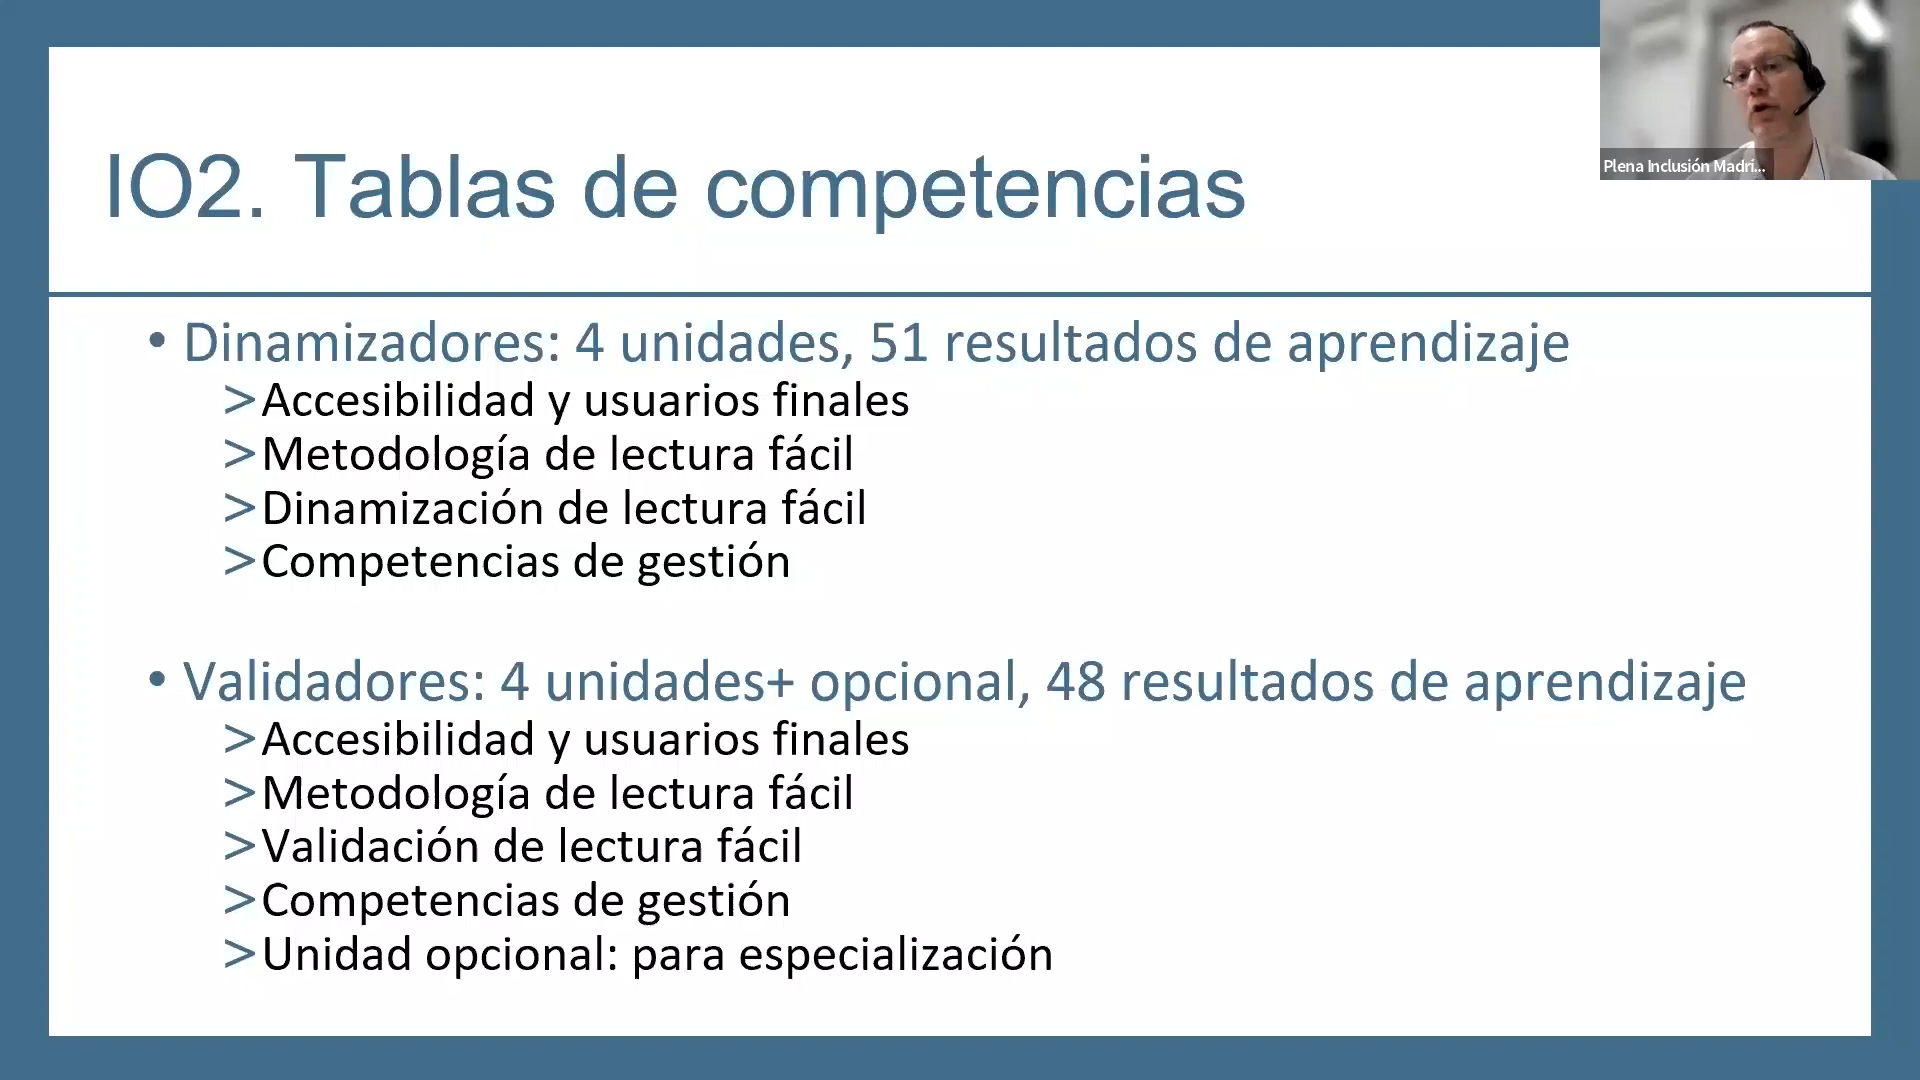 IO2. Tablas de competencias
Plena Inclusión Madri...
• Dinamizadores: 4 unidades, 51 resultados de aprendizaje
>Accesibilidad y usuarios finales
>Metodología de lectura fácil
>Dinamización de lectura fácil
>Competencias de gestión
• Validadores: 4 unidades+ opcional, 48 resultados de aprendizaje
>Accesibilidad y usuarios finales
>Metodología de lectura fácil
>Validación de lectura fácil
>Competencias de gestión
>Unidad opcional: para especialización